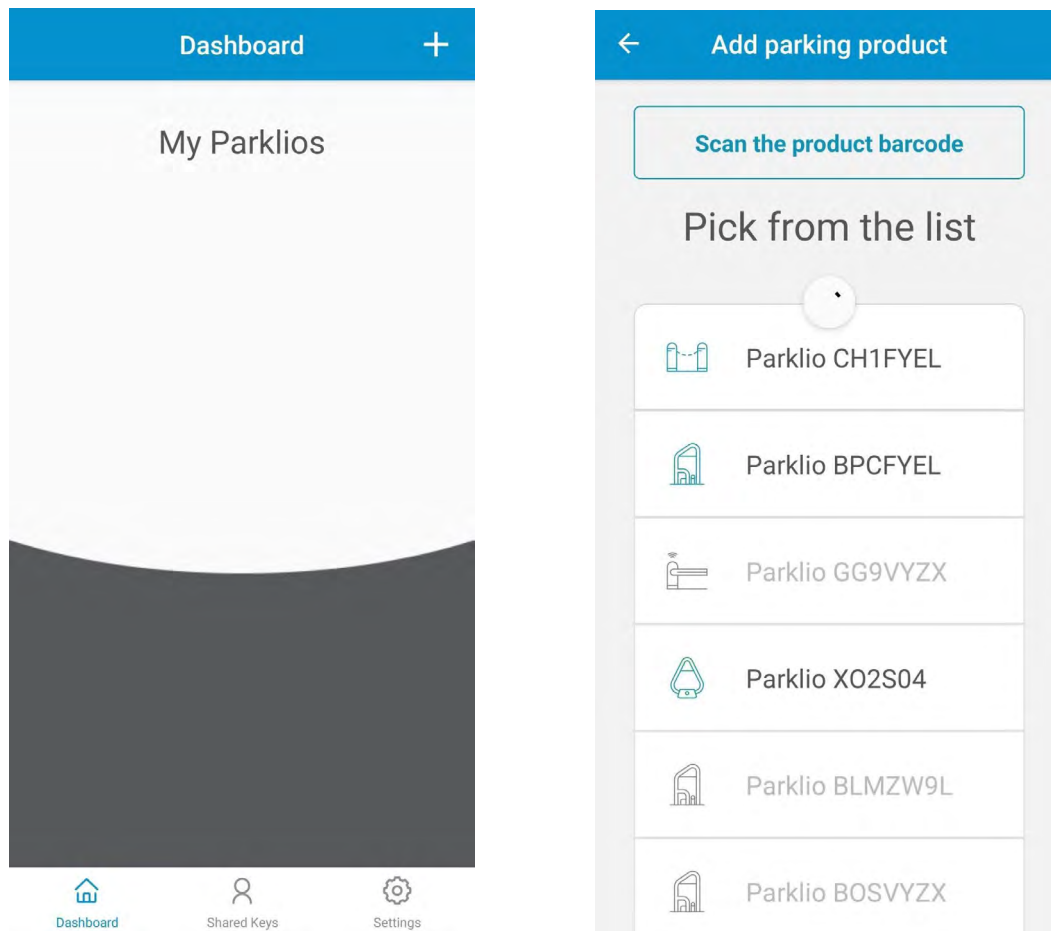 Dashboard
My Parklios
Dashboard
Shared Keys
Settings
Add parking product
Scan the product barcode
Pick from the list
Parklio CH1FYEL
Parklio BPCFYEL
Parklio GG9VYZX
Parklio XO2S04
Parklio BLMZW9L
Parklio BOSVYZX